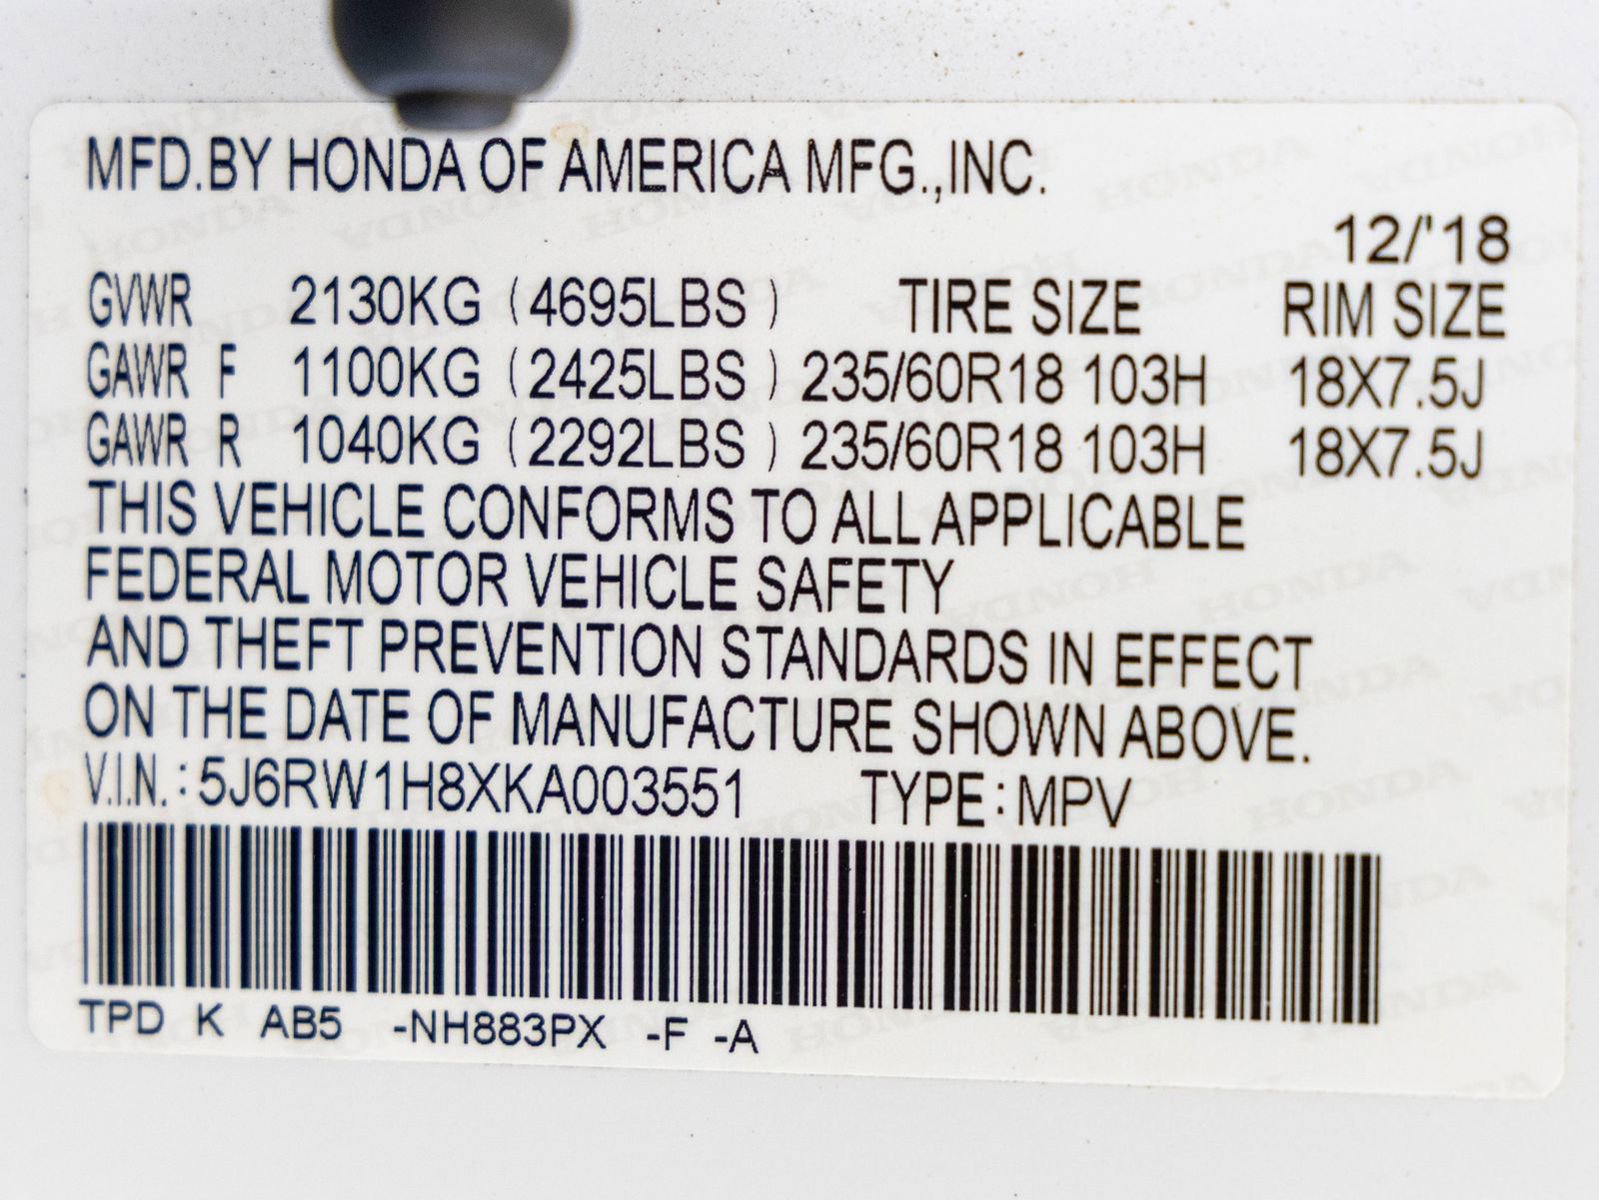 MFD.BY HONDA OF AMERICA MFG.,INC.
12/'18
GVWR 2130KG (4695LBS ) TIRE SIZE RIM SIZE
GAWR F 1100KG (2425LBS ) 235/60R18 103H 18X7.5J
GAWR R 1040KG (2292LBS ) 235/60R18 103H 18X7.5J
THIS VEHICLE CONFORMS TO ALL APPLICABLE
FEDERAL MOTOR VEHICLE SAFETY
AND THEFT PREVENTION STANDARDS IN EFFECT
ON THE DATE OF MANUFACTURE SHOWN ABOVE.
V.I.N.: 5J6RW1H8XKA003551 TYPE: MPV
TPD K AB5 -NH883PX -F -A